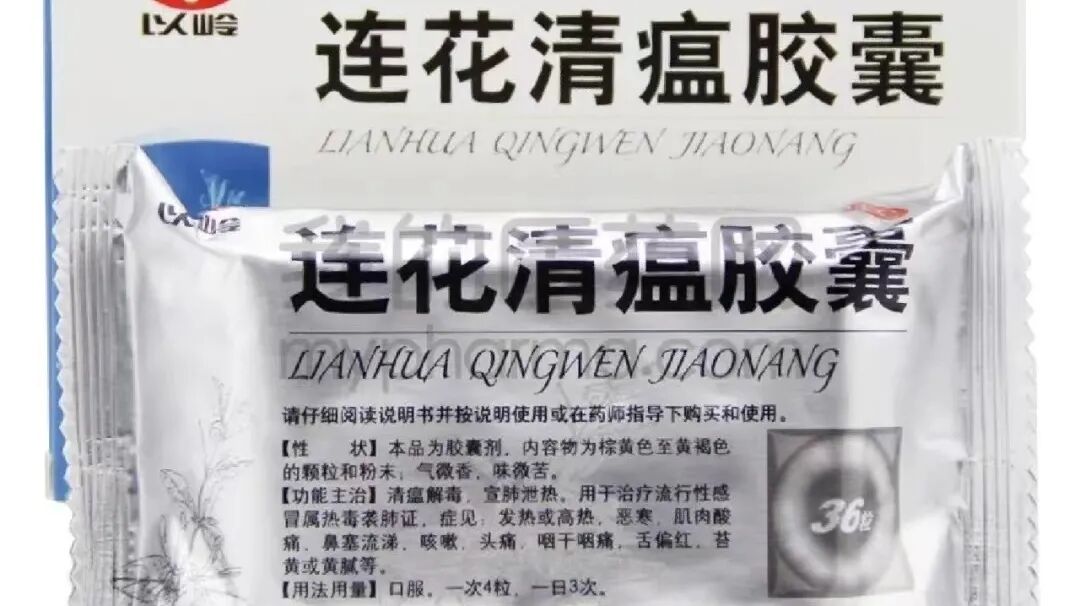 以岭
连花清瘟胶囊
LIANHUA QINGWEN JIAONANG
以岭
连花清瘟胶囊
mypharma.com
LIANHUA QINGWEN JIAONANG
请仔细阅读说明书并按说明使用或在药师指导下购买和使用。
【性 状】本品为胶囊剂，内容物为棕黄色至黄褐色
的颗粒和粉末；气微香，味微苦。
【功能主治】清瘟解毒，宣肺泄热。用于治疗流行性感
冒属热毒袭肺证，症见：发热或高热，恶寒，肌肉酸
痛，鼻塞流涕，咳嗽，头痛，咽干咽痛，舌偏红，苔
黄或黄腻等。
【用法用量】口服。一次4粒，一日3次。
36粒